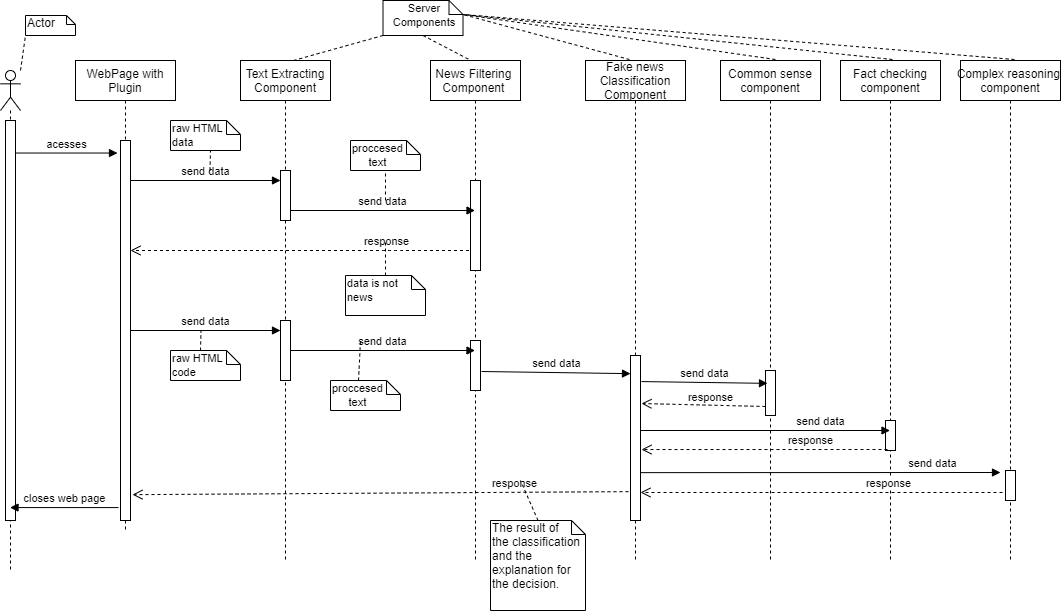 Server
Components
Actor
WebPage with
Plugin
Text Extracting
Component
News Filtering
Component
Fake news
Classification
Component
Common sense
component
Fact checking
component
Complex reasoning
component
raw HTML
data
acesses
proccesed
text
send data
send data
response
data is not
news
send data
send data
raw HTML
code
send data
send data
proccesed
text
response
send data
response
send data
response
response
closes web page
The result of
the classification
and the
explanation for
the decision.